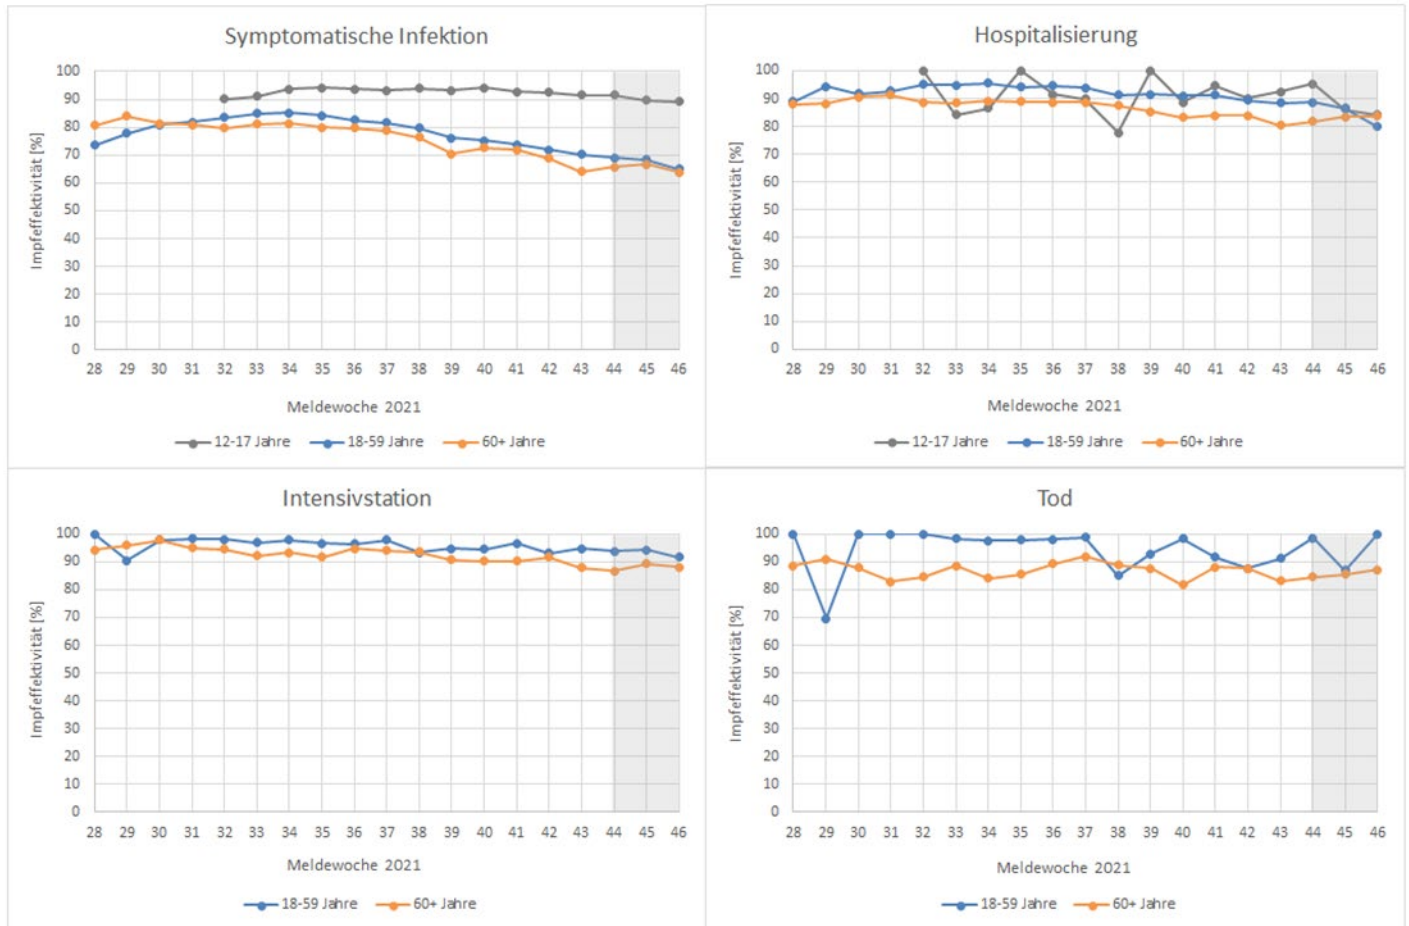 Symptomatische Infektion
100
90
80
70
60
50
40
30
20
10
0
Impfeffektivität [%]
28 29 30 31 32 33 34 35 36 37 38 39 40 41 42 43 44 45 46
Meldewoche 2021
12-17 Jahre 18-59 Jahre 60+ Jahre
Hospitalisierung
100
90
80
70
60
50
40
30
20
10
0
Impfeffektivität [%]
28 29 30 31 32 33 34 35 36 37 38 39 40 41 42 43 44 45 46
Meldewoche 2021
12-17 Jahre 18-59 Jahre 60+ Jahre
Intensivstation
100
90
80
70
60
50
40
30
20
10
0
Impfeffektivität [%]
28 29 30 31 32 33 34 35 36 37 38 39 40 41 42 43 44 45 46
Meldewoche 2021
18-59 Jahre 60+ Jahre
Tod
100
90
80
70
60
50
40
30
20
10
0
Impfeffektivität [%]
28 29 30 31 32 33 34 35 36 37 38 39 40 41 42 43 44 45 46
Meldewoche 2021
18-59 Jahre 60+ Jahre